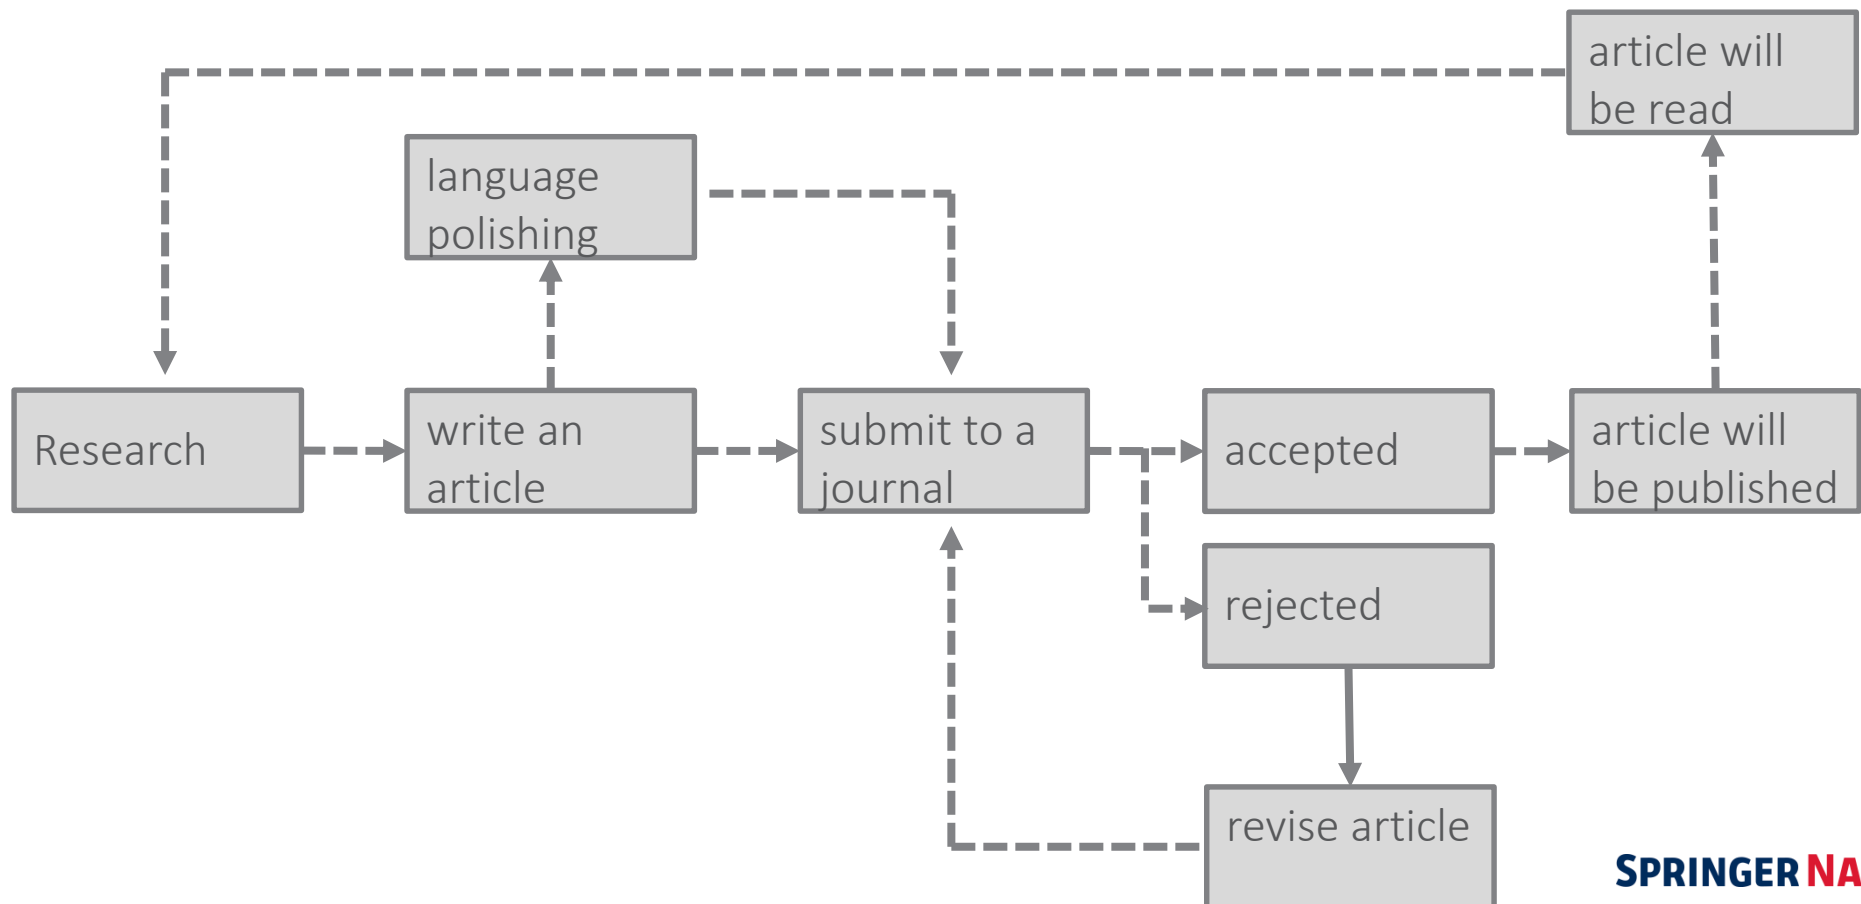 article will
be read
language
polishing
Research
write an
article
submit to a
journal
accepted
article will
be published
rejected
revise article
SPRINGER NA